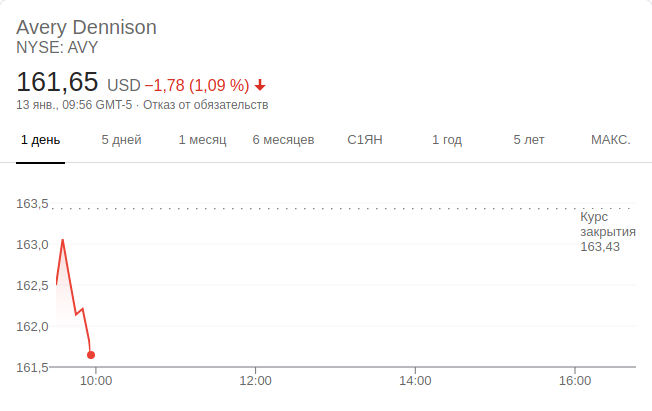 Avery Dennison
NYSE: AVY
161,65 USD −1,78 (1,09 %)
13 янв., 09:56 GMT-5 · Отказ от обязательств
1 день 5 дней 1 месяц 6 месяцев С1ЯН 1 год 5 лет МАКС.
163,5
Курс
закрытия
163,43
163,0
162,5
162,0
161,5
10:00 12:00 14:00 16:00